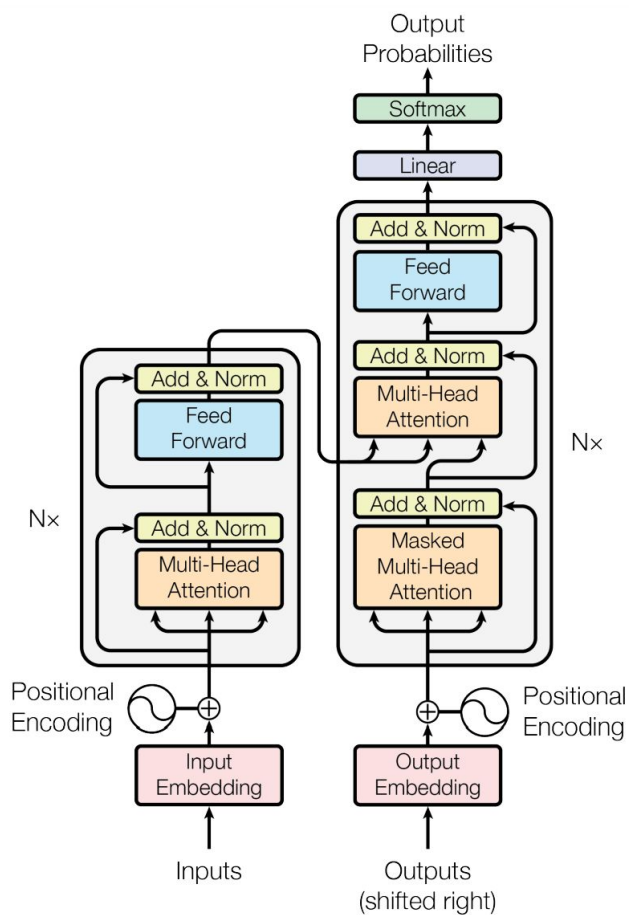 Output
Probabilities
Softmax
Linear
Add & Norm
Feed
Forward
Add & Norm
Multi-Head
Attention
Add & Norm
Masked
Multi-Head
Attention
N×
Add & Norm
Feed
Forward
Add & Norm
Multi-Head
Attention
N×
Positional
Encoding
Positional
Encoding
Input
Embedding
Output
Embedding
Inputs
Outputs
(shifted right)